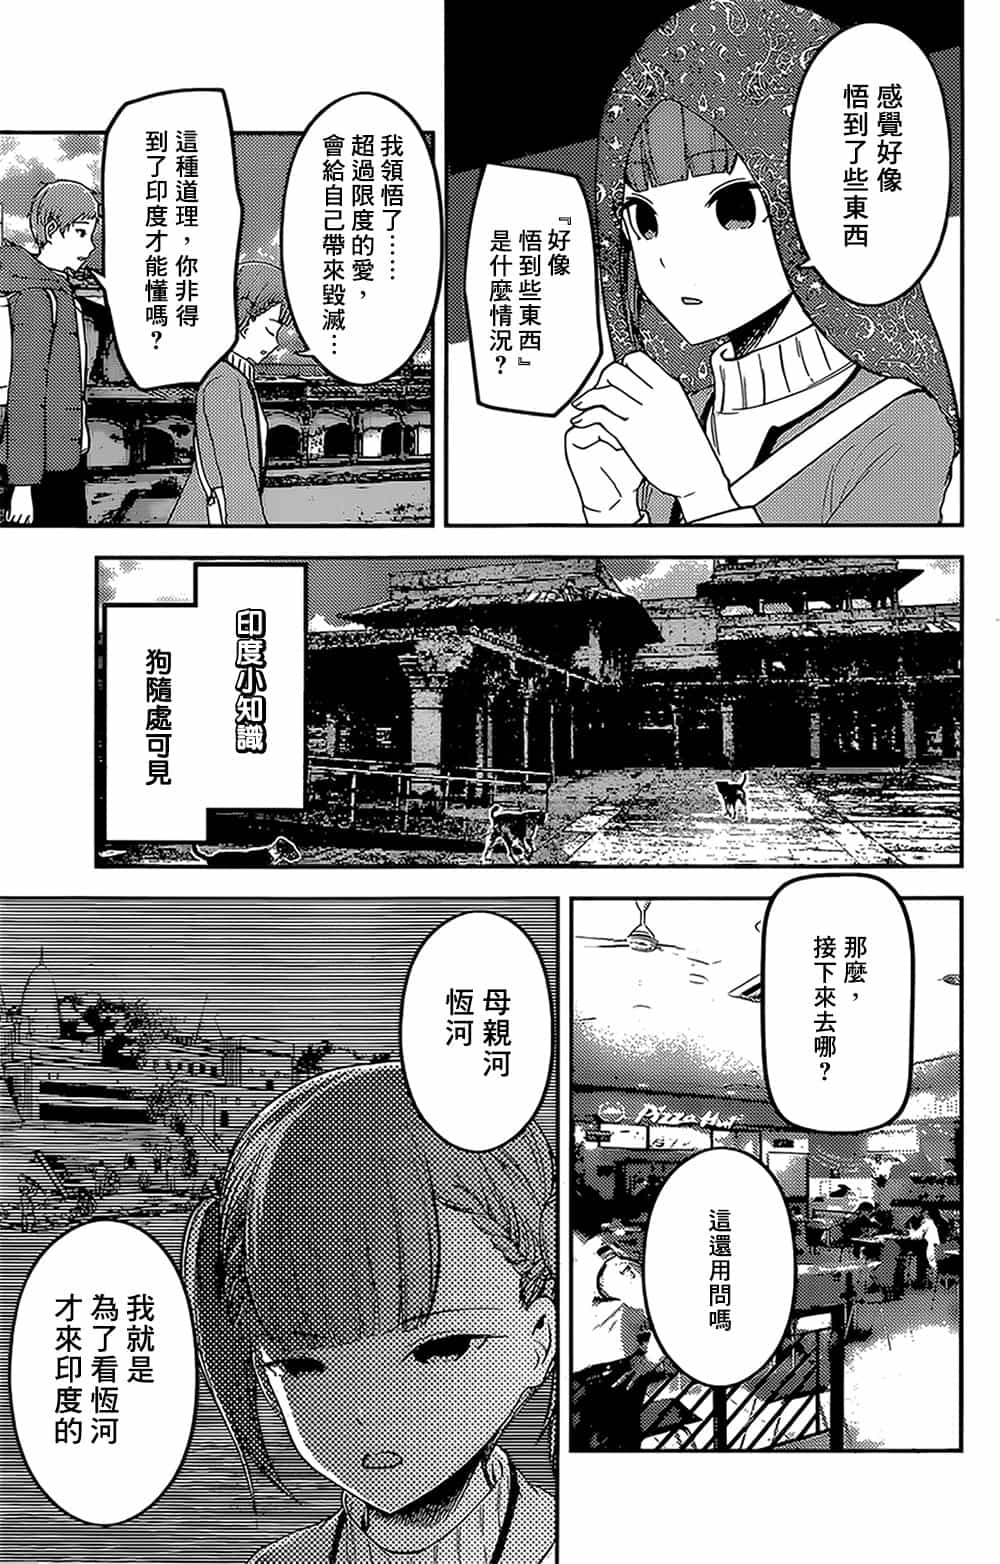 感覺好像
悟到了些東西
『好像
悟到些東西』
是什麼情況？
我領悟了……
超過限度的愛，
會給自己帶來毀滅…
這種道理，你非得
到了印度才能懂嗎？
印度小知識
狗隨處可見
那麼，
接下來去哪？
Pizza Hut
這還用問嗎
母親河
恆河
我就是
為了看恆河
才來印度的